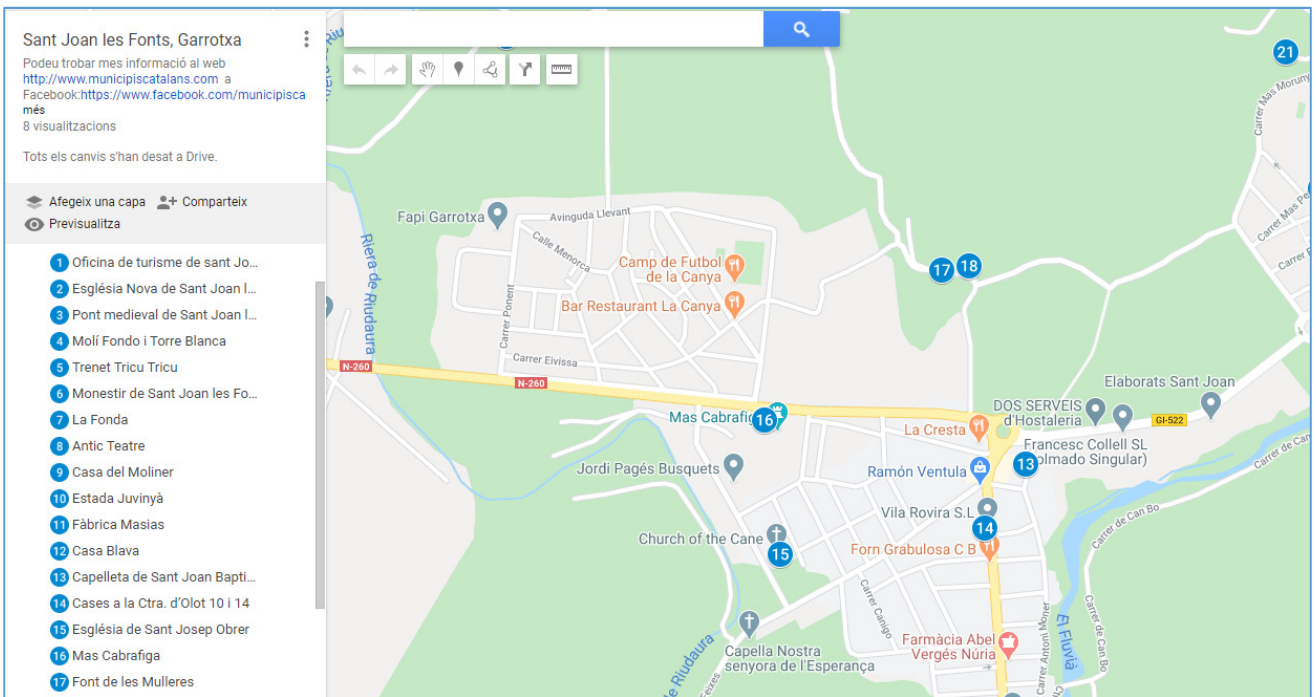 Sant Joan les Fonts, Garrotxa
Podeu trobar mes informació al web
http://www.municipiscatalans.com a
Facebook:https://www.facebook.com/municipisca
més
8 visualitzacions
Tots els canvis s'han desat a Drive.
Afegeix una capa
Comparteix
Previsualitza
1 Oficina de turisme de sant Jo...
2 Església Nova de Sant Joan l...
3 Pont medieval de Sant Joan l...
4 Molí Fondo i Torre Blanca
5 Trenet Tricu Tricu
6 Monestir de Sant Joan les Fo...
7 La Fonda
8 Antic Teatre
9 Casa del Moliner
10 Estada Juvinyà
11 Fàbrica Masias
12 Casa Blava
13 Capelleta de Sant Joan Bapti...
14 Cases a la Ctra. d'Olot 10 i 14
15 Església de Sant Josep Obrer
16 Mas Cabrafiga
17 Font de les Mulleres
21
Carrer Mas Moruny
Carrer Mas Pe
Carrer F
Fapi Garrotxa
Avinguda Llevant
Calle Menorca
Camp de Futbol
de la Canya
Bar Restaurant La Canya
17
18
Riera de Riudaura
Carrer Ponent
Carrer Eivissa
N-260
N-260
Mas Cabrafig
16
Elaborats Sant Joan
DOS SERVEIS
d'Hostaleria
GI-522
La Cresta
Francesc Collell SL
olmado Singular)
13
Jordi Pagés Busquets
Ramón Ventula
Carrer de Can
Vila Rovira S.L
14
Carrer de Can Bo
Church of the Cane
15
Forn Grabulosa C B
Carrer Canigo
Capella Nostra
senyora de l'Esperança
Farmàcia Abel
Vergés Núria
Carrer Antoni Moner
El Fluvià
Carrer de Can Bo
de Riudaura
eixes